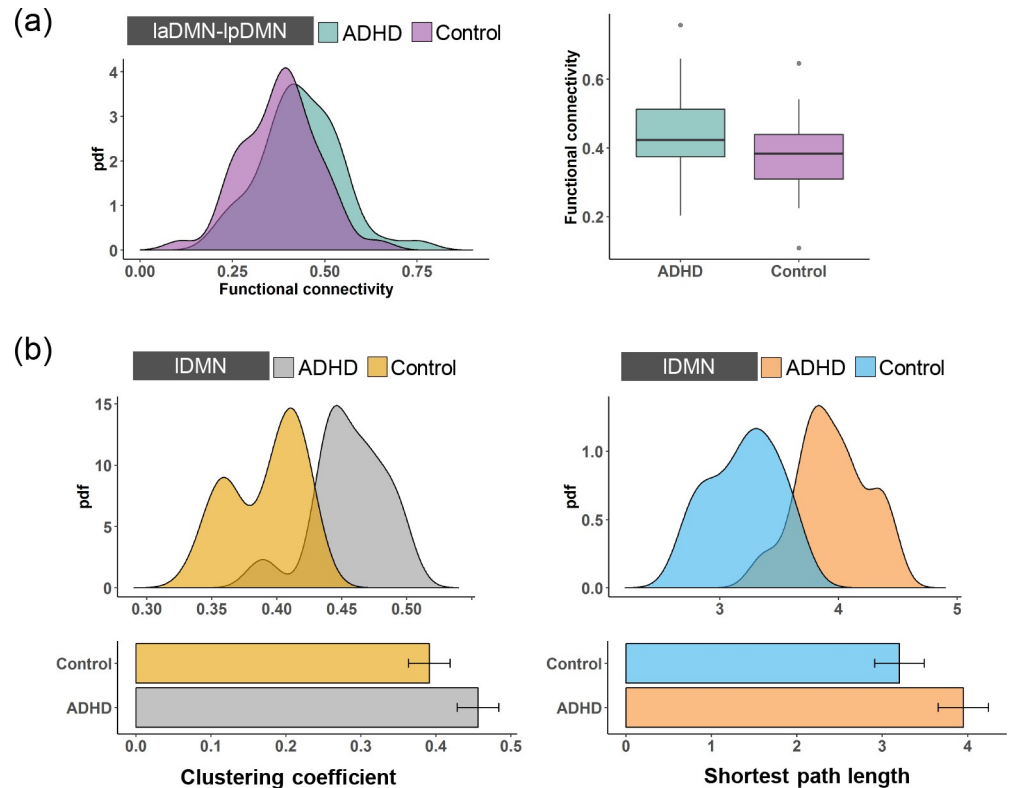 (a)
laDMN-lpDMN ADHD Control
4
3
2
1
0
pdf
0.00 0.25 0.50 0.75
Functional connectivity
Functional connectivity
0.6
0.4
0.2
ADHD Control
(b)
lDMN ADHD Control
15
10
5
0
pdf
0.30 0.35 0.40 0.45 0.50
Control
ADHD
0.0 0.1 0.2 0.3 0.4 0.5
Clustering coefficient
lDMN ADHD Control
1.0
0.5
0.0
pdf
3 4 5
Control
ADHD
0 1 2 3 4
Shortest path length